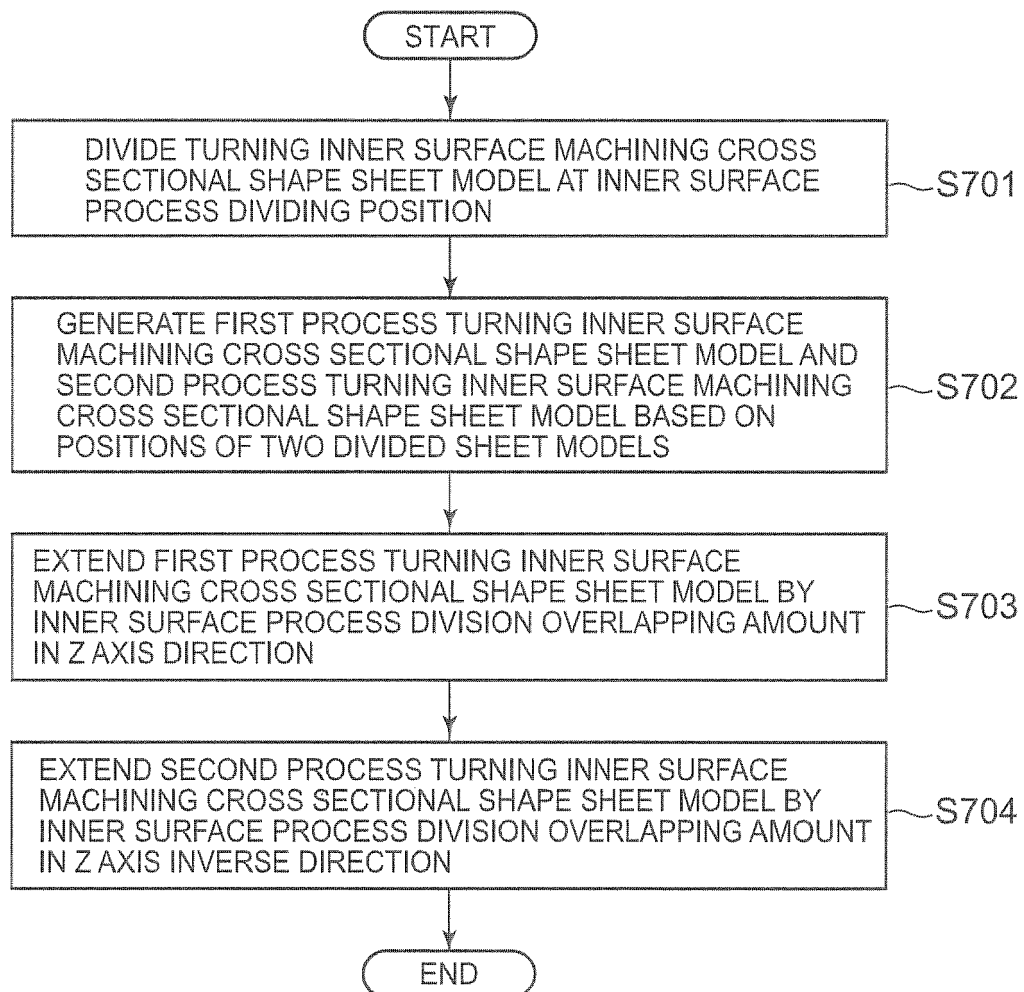 START
DIVIDE TURNING INNER SURFACE MACHINING CROSS
SECTIONAL SHAPE SHEET MODEL AT INNER SURFACE
PROCESS DIVIDING POSITION
S701
GENERATE FIRST PROCESS TURNING INNER SURFACE
MACHINING CROSS SECTIONAL SHAPE SHEET MODEL AND
SECOND PROCESS TURNING INNER SURFACE MACHINING
CROSS SECTIONAL SHAPE SHEET MODEL BASED ON
POSITIONS OF TWO DIVIDED SHEET MODELS
S702
EXTEND FIRST PROCESS TURNING INNER SURFACE
MACHINING CROSS SECTIONAL SHAPE SHEET MODEL BY
INNER SURFACE PROCESS DIVISION OVERLAPPING AMOUNT
IN Z AXIS DIRECTION
S703
EXTEND SECOND PROCESS TURNING INNER SURFACE
MACHINING CROSS SECTIONAL SHAPE SHEET MODEL BY
INNER SURFACE PROCESS DIVISION OVERLAPPING AMOUNT
IN Z AXIS INVERSE DIRECTION
S704
END